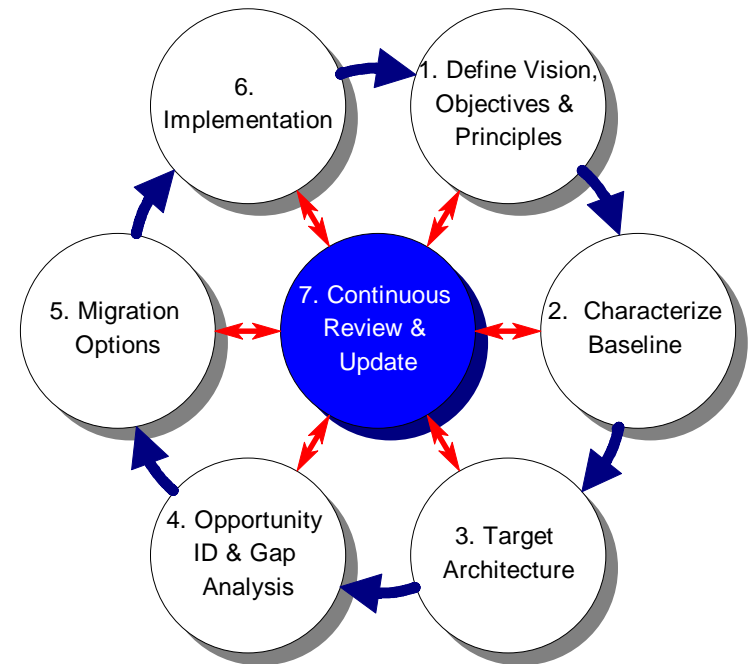 1. Define Vision,
Objectives &
Principles
2.  Characterize
Baseline
3. Target
Architecture
4. Opportunity
ID & Gap
Analysis
5. Migration
Options
6.
Implementation
7. Continuous
Review &
Update